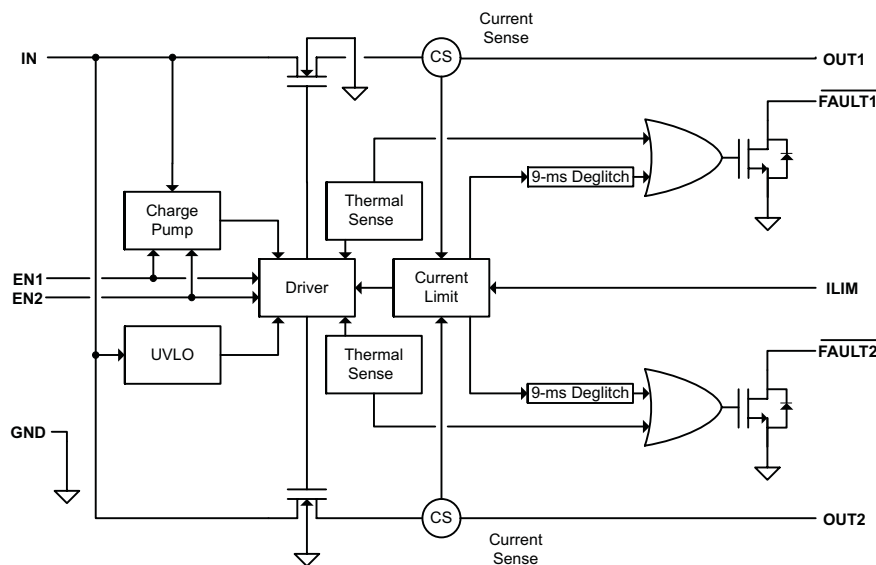 Current
Sense
IN
CS
OUT1
FAULT1
9-ms Deglitch
Thermal
Sense
Charge
Pump
EN1
EN2
Driver
Current
Limit
ILIM
UVLO
Thermal
Sense
FAULT2
9-ms Deglitch
GND
CS
OUT2
Current
Sense